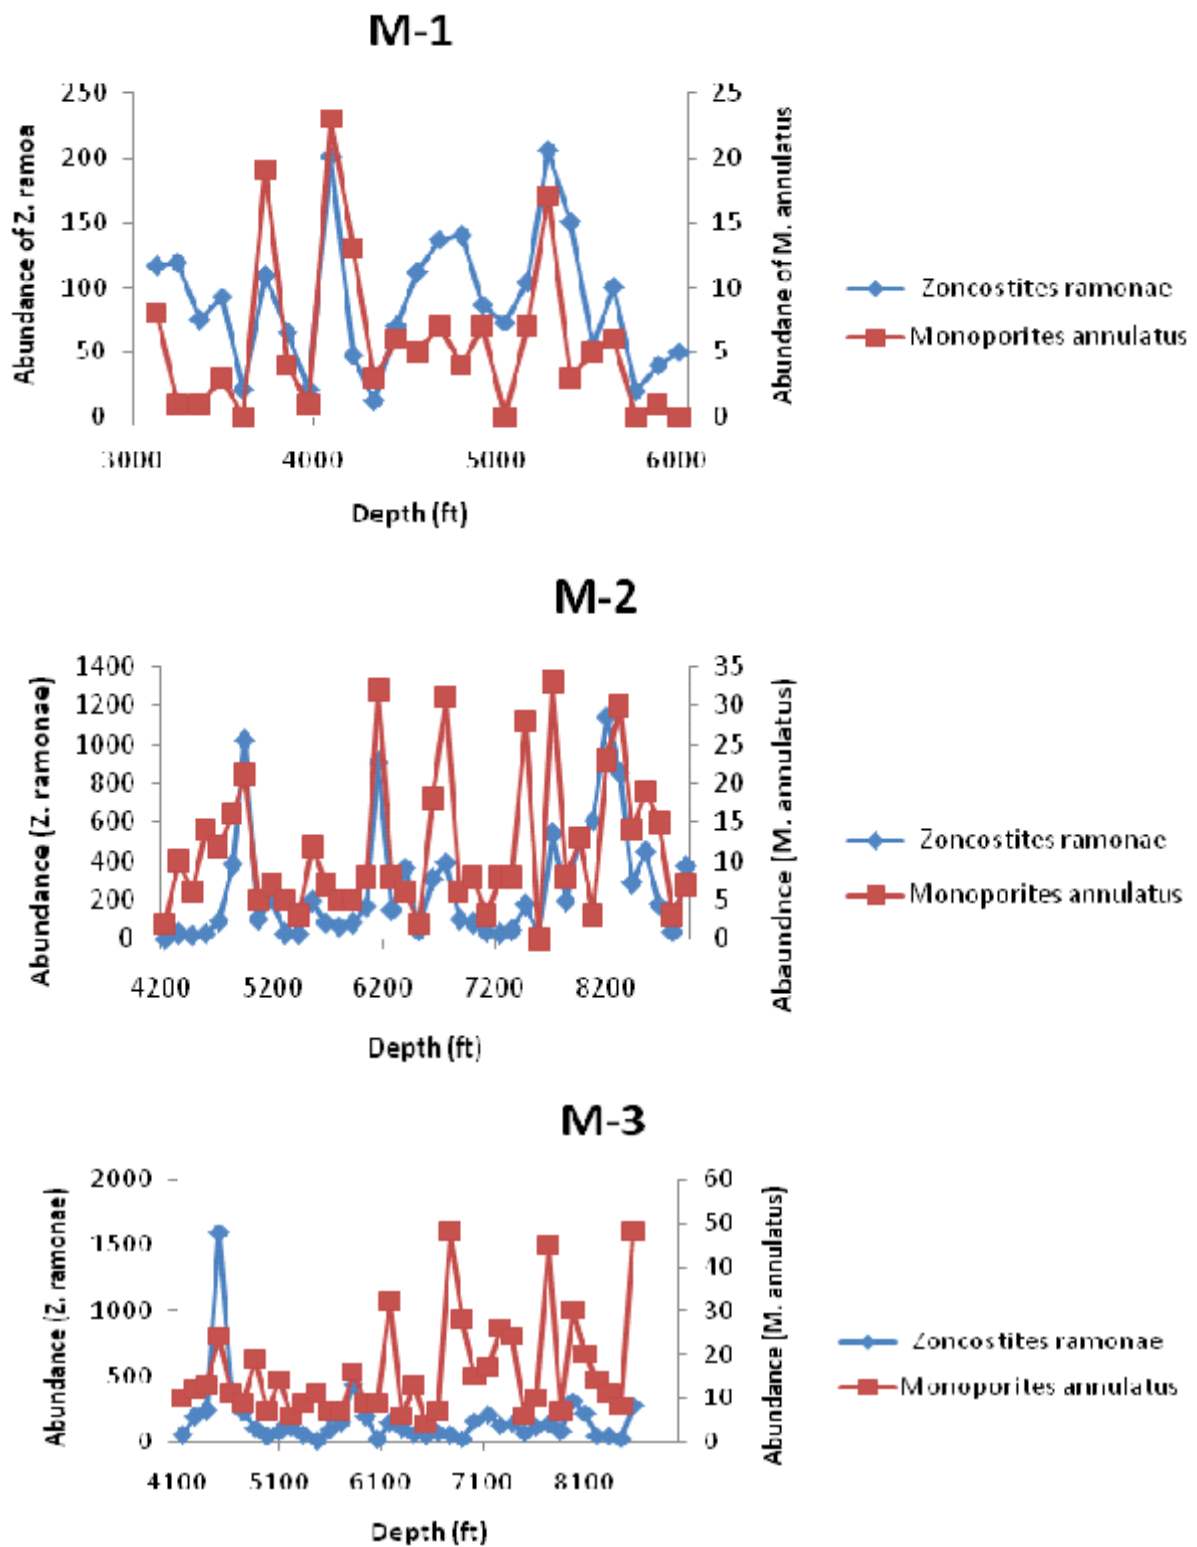 M-1
Abundance of Z. ramoa
250
200
150
100
50
0
25
20
15
10
5
0
Abundane of M. annulatus
3000 4000 5000 6000
Depth (ft)
Zoncostites ramonae
Monoporites annulatus
M-2
Abundance (Z. ramonae)
1400
1200
1000
800
600
400
200
0
35
30
25
20
15
10
5
0
Abaundnce [M. annulatus)
4200 5200 6200 7200 8200
Depth (ft)
Zoncostites ramonae
Monoporites annulatus
M-3
Abundance (Z. ramonae)
2000
1500
1000
500
0
60
50
40
30
20
10
0
Abundance [M. annulatus)
4100 5100 6100 7100 8100
Depth (ft)
Zoncostites ramonae
Monoporites annulatus